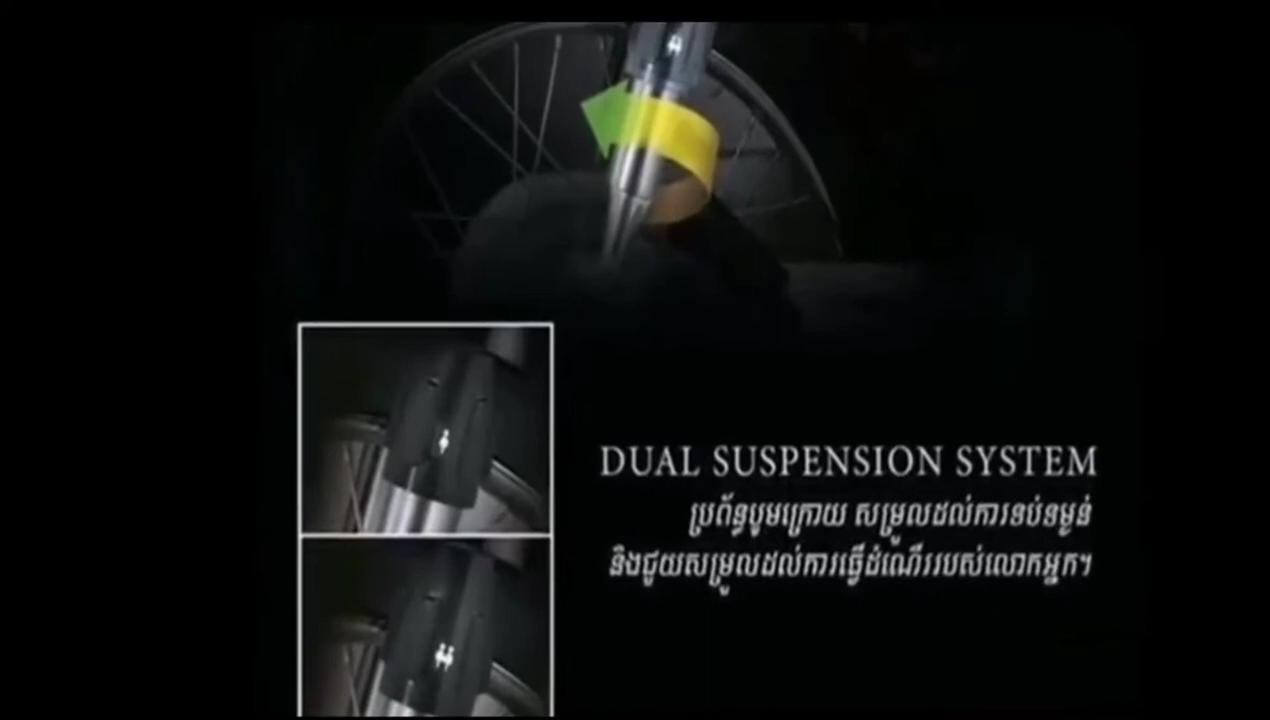 DUAL SUSPENSION SYSTEM
ប្រព័ន្ធបូមក្រោយ សម្រួលដល់ការទប់ទម្ងន់
និងជួយសម្រួលដល់ការធ្វើដំណើររបស់លោកអ្នក។